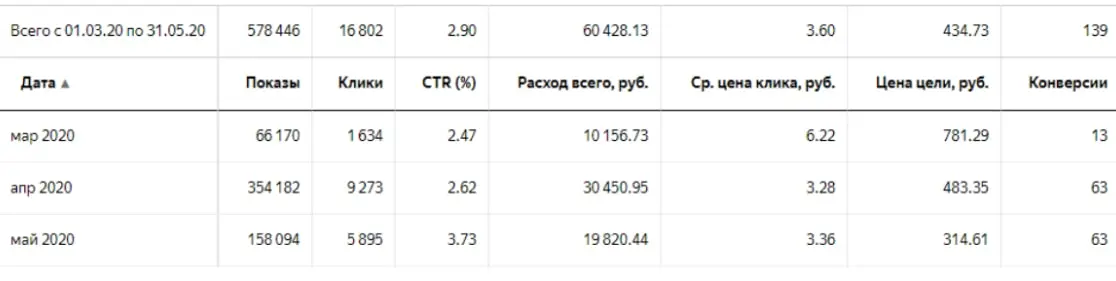 Всего с 01.03.20 по 31.05.20 578 446 16 802 2.90 60 428.13 3.60 434.73 139
Дата ▲ Показы Клики CTR (%) Расход всего, руб. Ср. цена клика, руб. Цена цели, руб. Конверсии
мар 2020 66 170 1 634 2.47 10 156.73 6.22 781.29 13
апр 2020 354 182 9 273 2.62 30 450.95 3.28 483.35 63
май 2020 158 094 5 895 3.73 19 820.44 3.36 314.61 63